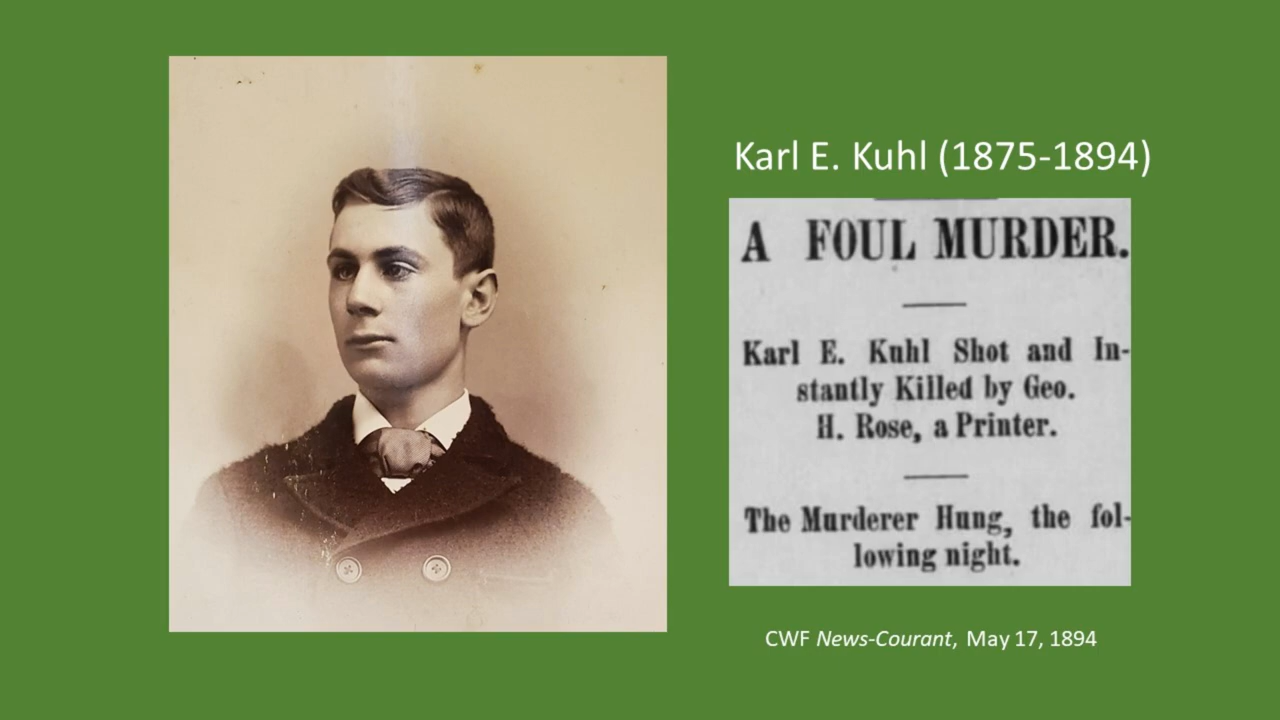 Karl E. Kuhl (1875-1894)
A FOUL MURDER.
Karl E. Kuhl Shot and In-
stantly Killed by Geo.
H. Rose, a Printer.
The Murderer Hung, the fol-
lowing night.
CWF News-Courant, May 17, 1894